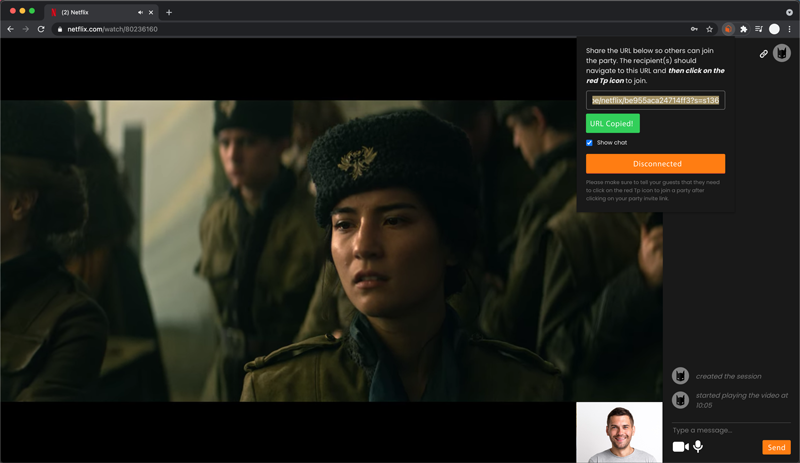 (2) Netflix
netflix.com/watch/80236160
Share the URL below so others can join
the party. The recipient(s) should
navigate to this URL and then click on the
red Tp icon to join.
be/netflix/be955aca24714ff3?s=s136
URL Copied!
Show chat
Disconnected
Please make sure to tell your guests that they need
to click on the red Tp icon to join a party after
clicking on your party invite link.
created the session
started playing the video at
10:05
Type a message...
Send